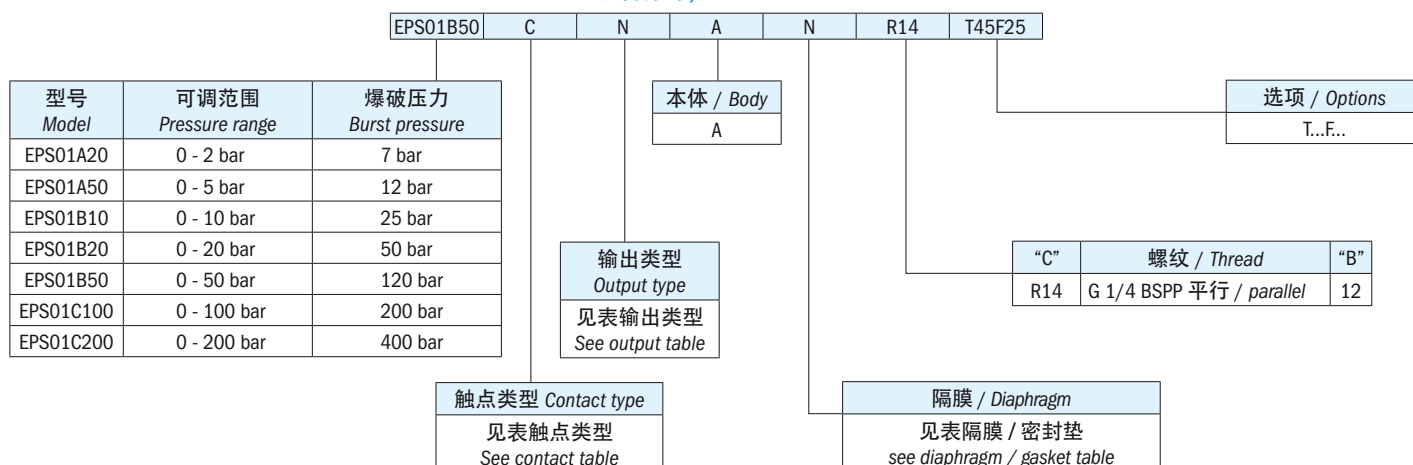 EPS01B50 C N A N R14 T45F25
型号 可调范围 爆破压力
Model Pressure range Burst pressure
EPS01A20 0 - 2 bar 7 bar
EPS01A50 0 - 5 bar 12 bar
EPS01B10 0 - 10 bar 25 bar
EPS01B20 0 - 20 bar 50 bar
EPS01B50 0 - 50 bar 120 bar
EPS01C100 0 - 100 bar 200 bar
EPS01C200 0 - 200 bar 400 bar
本体 / Body
A
选项 / Options
T...F...
输出类型
Output type
见表输出类型
See output table
“C” 螺纹 / Thread “B”
R14 G 1/4 BSPP 平行 / parallel 12
触点类型 Contact type
见表触点类型
See contact table
隔膜 / Diaphragm
见表隔膜 / 密封垫
see diaphragm / gasket table